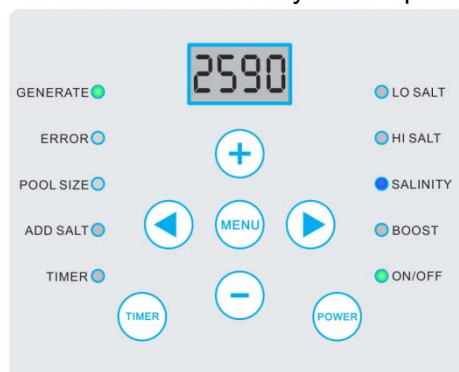 2590
GENERATE
ERROR
POOL SIZE
ADD SALT
TIMER
LO SALT
HI SALT
SALINITY
BOOST
ON/OFF
+
MENU
−
TIMER
POWER